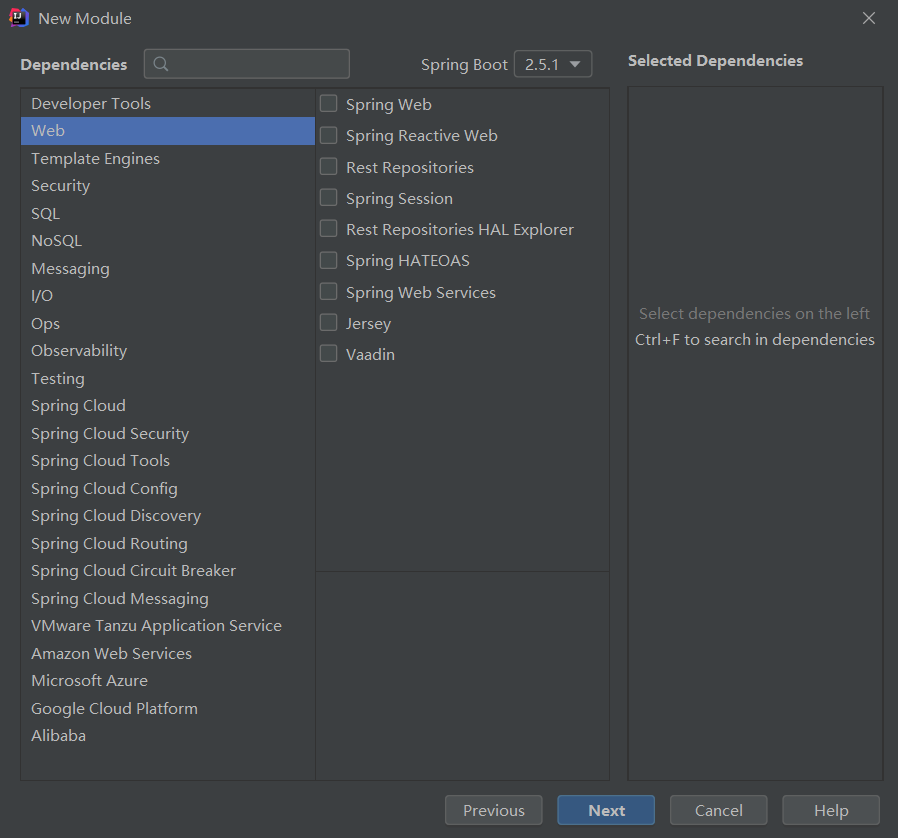 New Module
Dependencies
Spring Boot 2.5.1
Selected Dependencies
Developer Tools
Web
Template Engines
Security
SQL
NoSQL
Messaging
I/O
Ops
Observability
Testing
Spring Cloud
Spring Cloud Security
Spring Cloud Tools
Spring Cloud Config
Spring Cloud Discovery
Spring Cloud Routing
Spring Cloud Circuit Breaker
Spring Cloud Messaging
VMware Tanzu Application Service
Amazon Web Services
Microsoft Azure
Google Cloud Platform
Alibaba
Spring Web
Spring Reactive Web
Rest Repositories
Spring Session
Rest Repositories HAL Explorer
Spring HATEOAS
Spring Web Services
Jersey
Vaadin
Select dependencies on the left
Ctrl+F to search in dependencies
Previous
Next
Cancel
Help